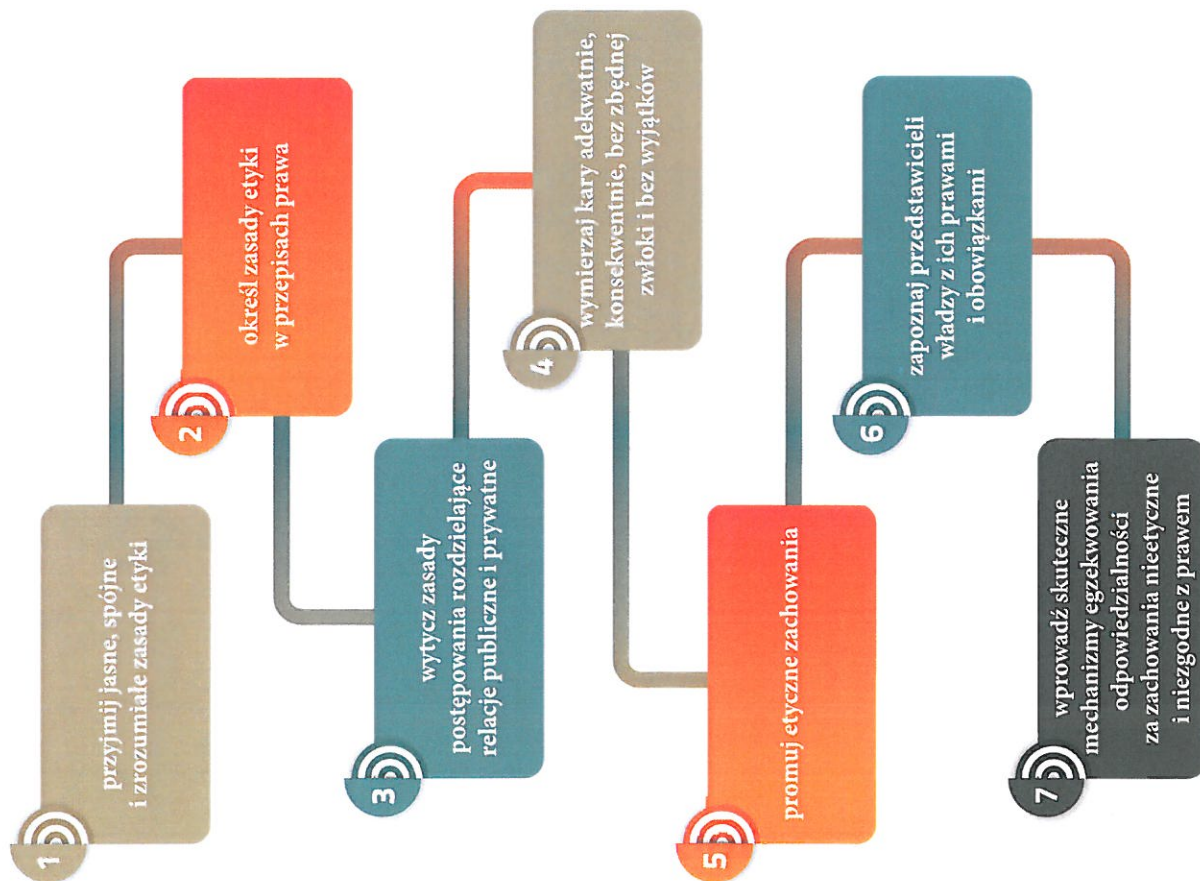 1
przyjmij jasne, spójne
i zrozumiałe zasady etyki
2
określ zasady etyki
w przepisach prawa
3
wytycz zasady
postępowania rozdzielające
relacje publiczne i prywatne
4
wymierzaj kary adekwatnie,
konsekwentnie, bez zbędnej
zwłoki i bez wyjątków
5
promuj etyczne zachowania
6
zapoznaj przedstawicieli
władzy z ich prawami
i obowiązkami
7
wprowadź skuteczne
mechanizmy egzekwowania
odpowiedzialności
za zachowania nieetyczne
i niezgodne z prawem